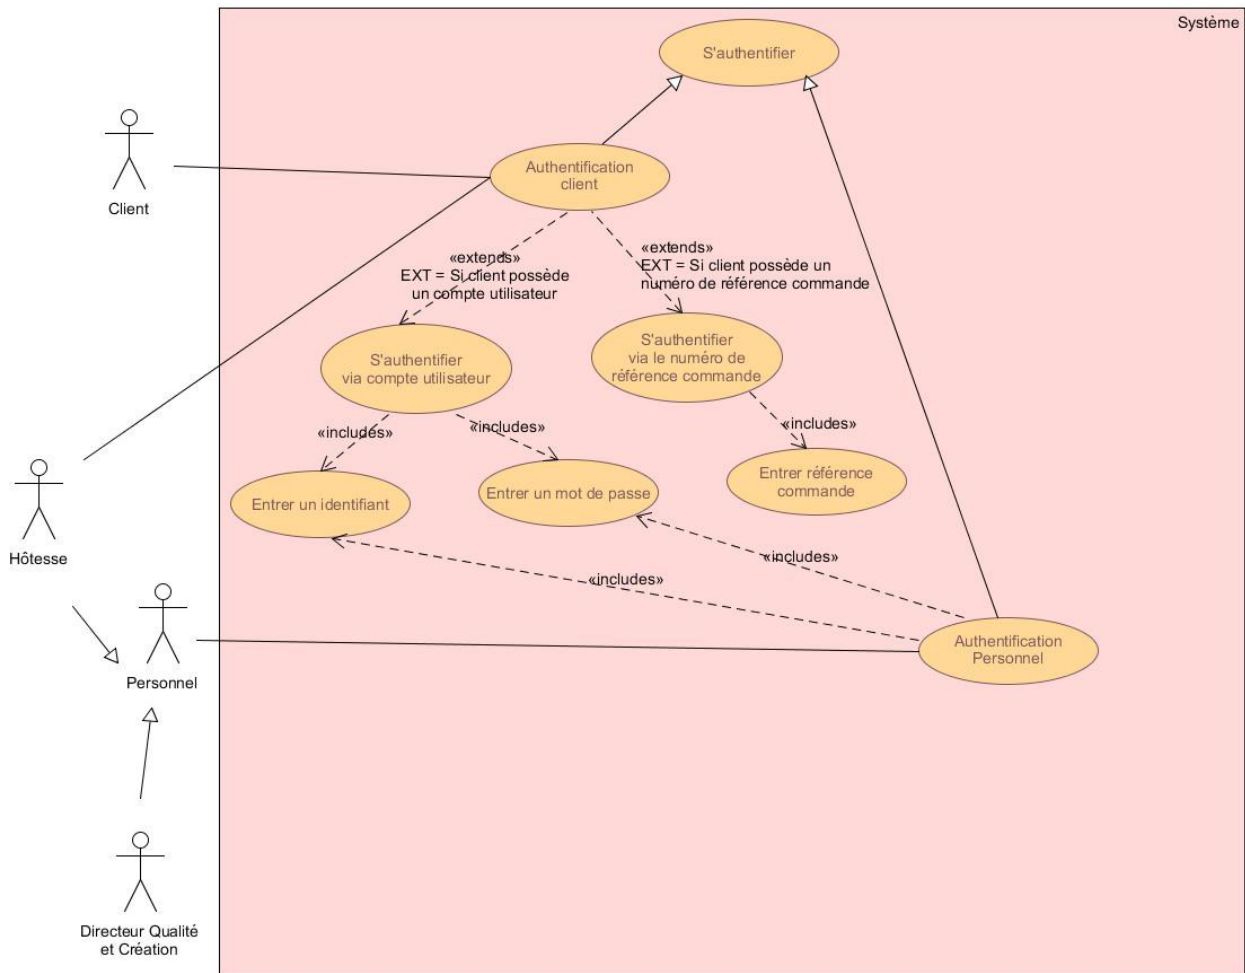 Système
S'authentifier
Client
Authentification
client
«extends»
EXT = Si client possède
un compte utilisateur
«extends»
EXT = Si client possède un
numéro de référence commande
S'authentifier
via compte utilisateur
S'authentifier
via le numéro de
référence commande
«includes»
«includes»
«includes»
Entrer un identifiant
Entrer un mot de passe
Entrer référence
commande
Hôtesse
«includes»
«includes»
Personnel
Authentification
Personnel
Directeur Qualité
et Création